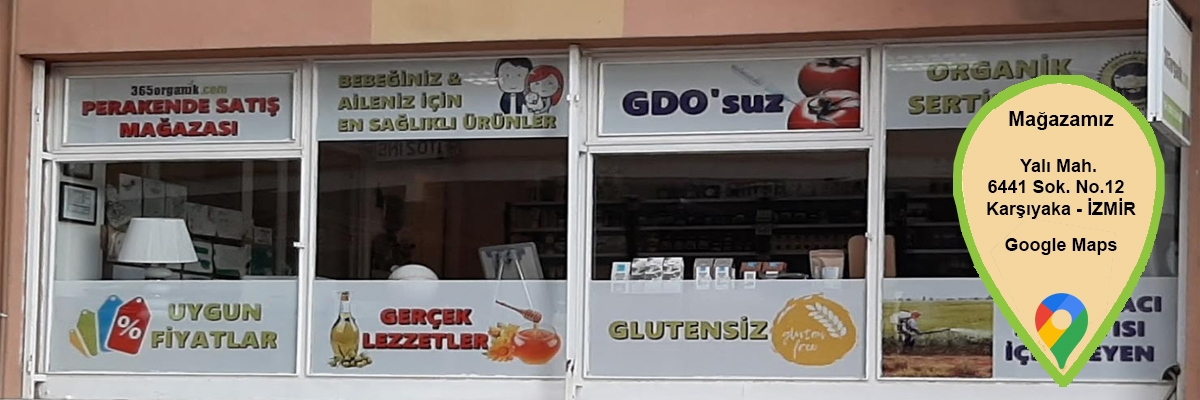 365organik.com
PERAKENDE SATIŞ
MAĞAZASI
BEBEĞİNİZ &
AİLENİZ İÇİN
EN SAĞLIKLI ÜRÜNLER
GDO'suz
ORGANİK
Mağazamız
Yalı Mah.
6441 Sok. No.12
Karşıyaka - İZMİR
Google Maps
UYGUN
FİYATLAR
%
GERÇEK
LEZZETLER
GLUTENSİZ
gluten
free